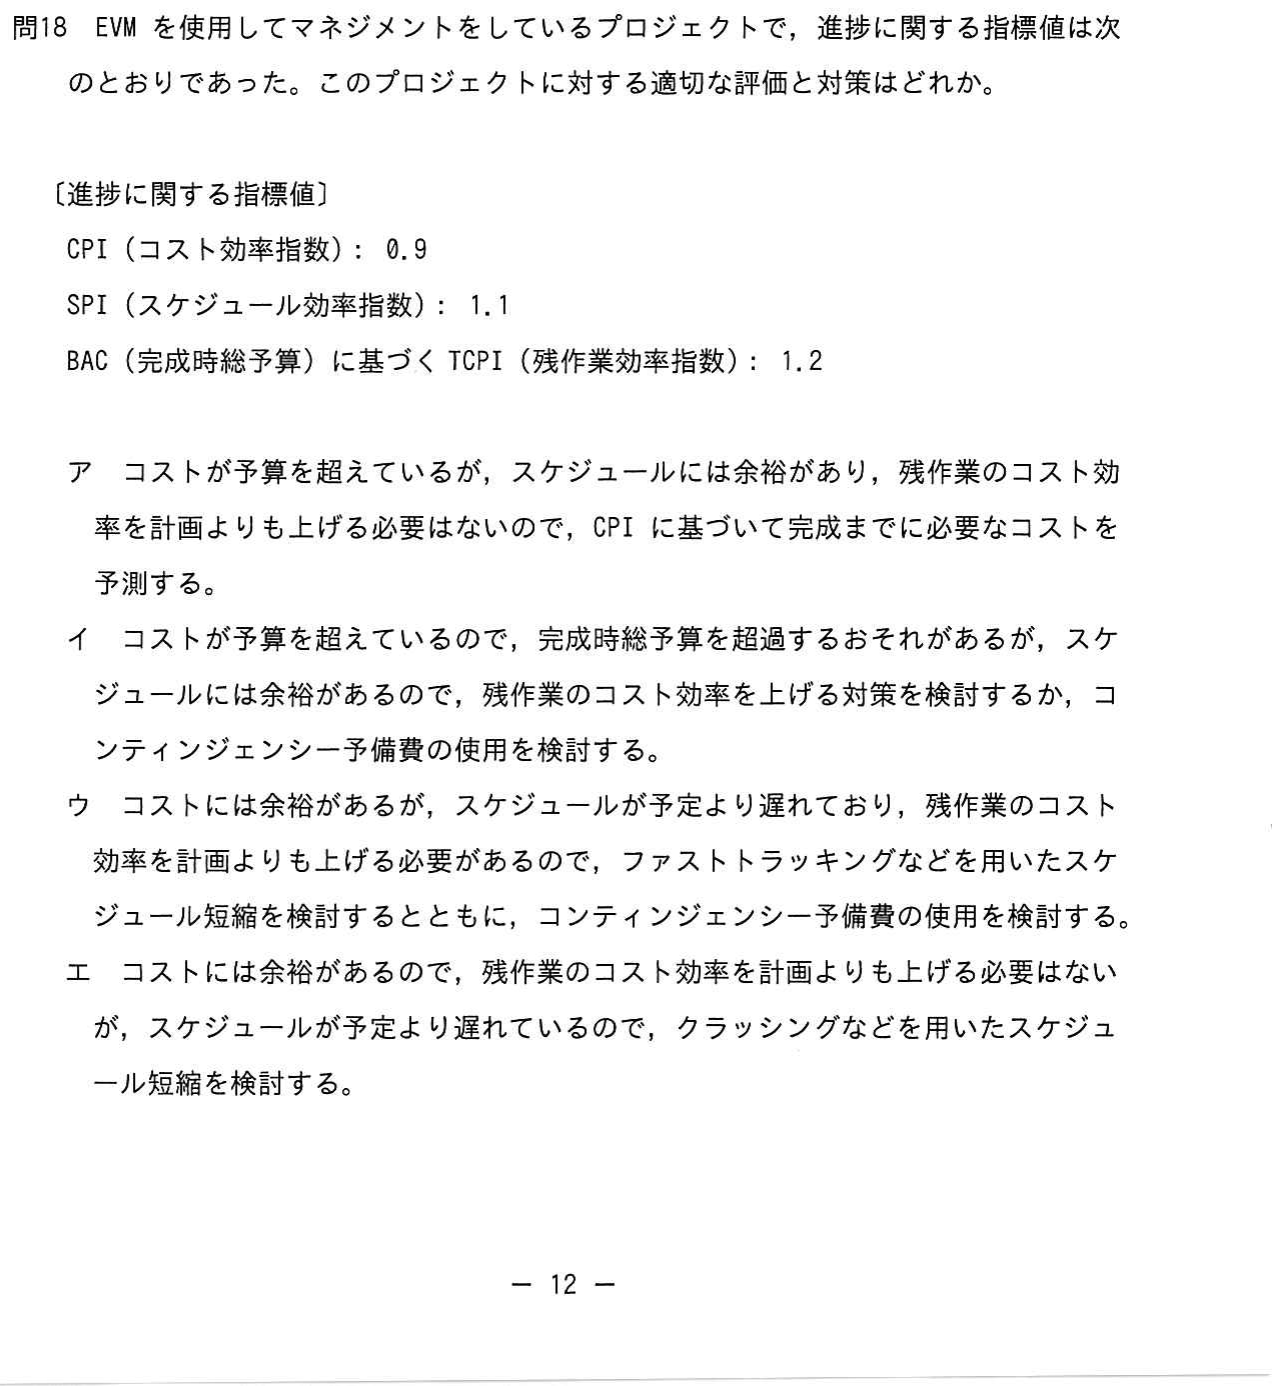 問18　EVM を使用してマネジメントをしているプロジェクトで，進捗に関する指標値は次
のとおりであった。このプロジェクトに対する適切な評価と対策はどれか。
〔進捗に関する指標値〕
CPI（コスト効率指数）： 0.9
SPI（スケジュール効率指数）： 1.1
BAC（完成時総予算）に基づく TCPI（残作業効率指数）： 1.2
ア　コストが予算を超えているが，スケジュールには余裕があり，残作業のコスト効
率を計画よりも上げる必要はないので，CPI に基づいて完成までに必要なコストを
予測する。
イ　コストが予算を超えているので，完成時総予算を超過するおそれがあるが，スケ
ジュールには余裕があるので，残作業のコスト効率を上げる対策を検討するか，コ
ンティンジェンシー予備費の使用を検討する。
ウ　コストには余裕があるが，スケジュールが予定より遅れており，残作業のコスト
効率を計画よりも上げる必要があるので，ファストトラッキングなどを用いたスケ
ジュール短縮を検討するとともに，コンティンジェンシー予備費の使用を検討する。
エ　コストには余裕があるので，残作業のコスト効率を計画よりも上げる必要はない
が，スケジュールが予定より遅れているので，クラッシングなどを用いたスケジュ
ール短縮を検討する。
－ 12 －